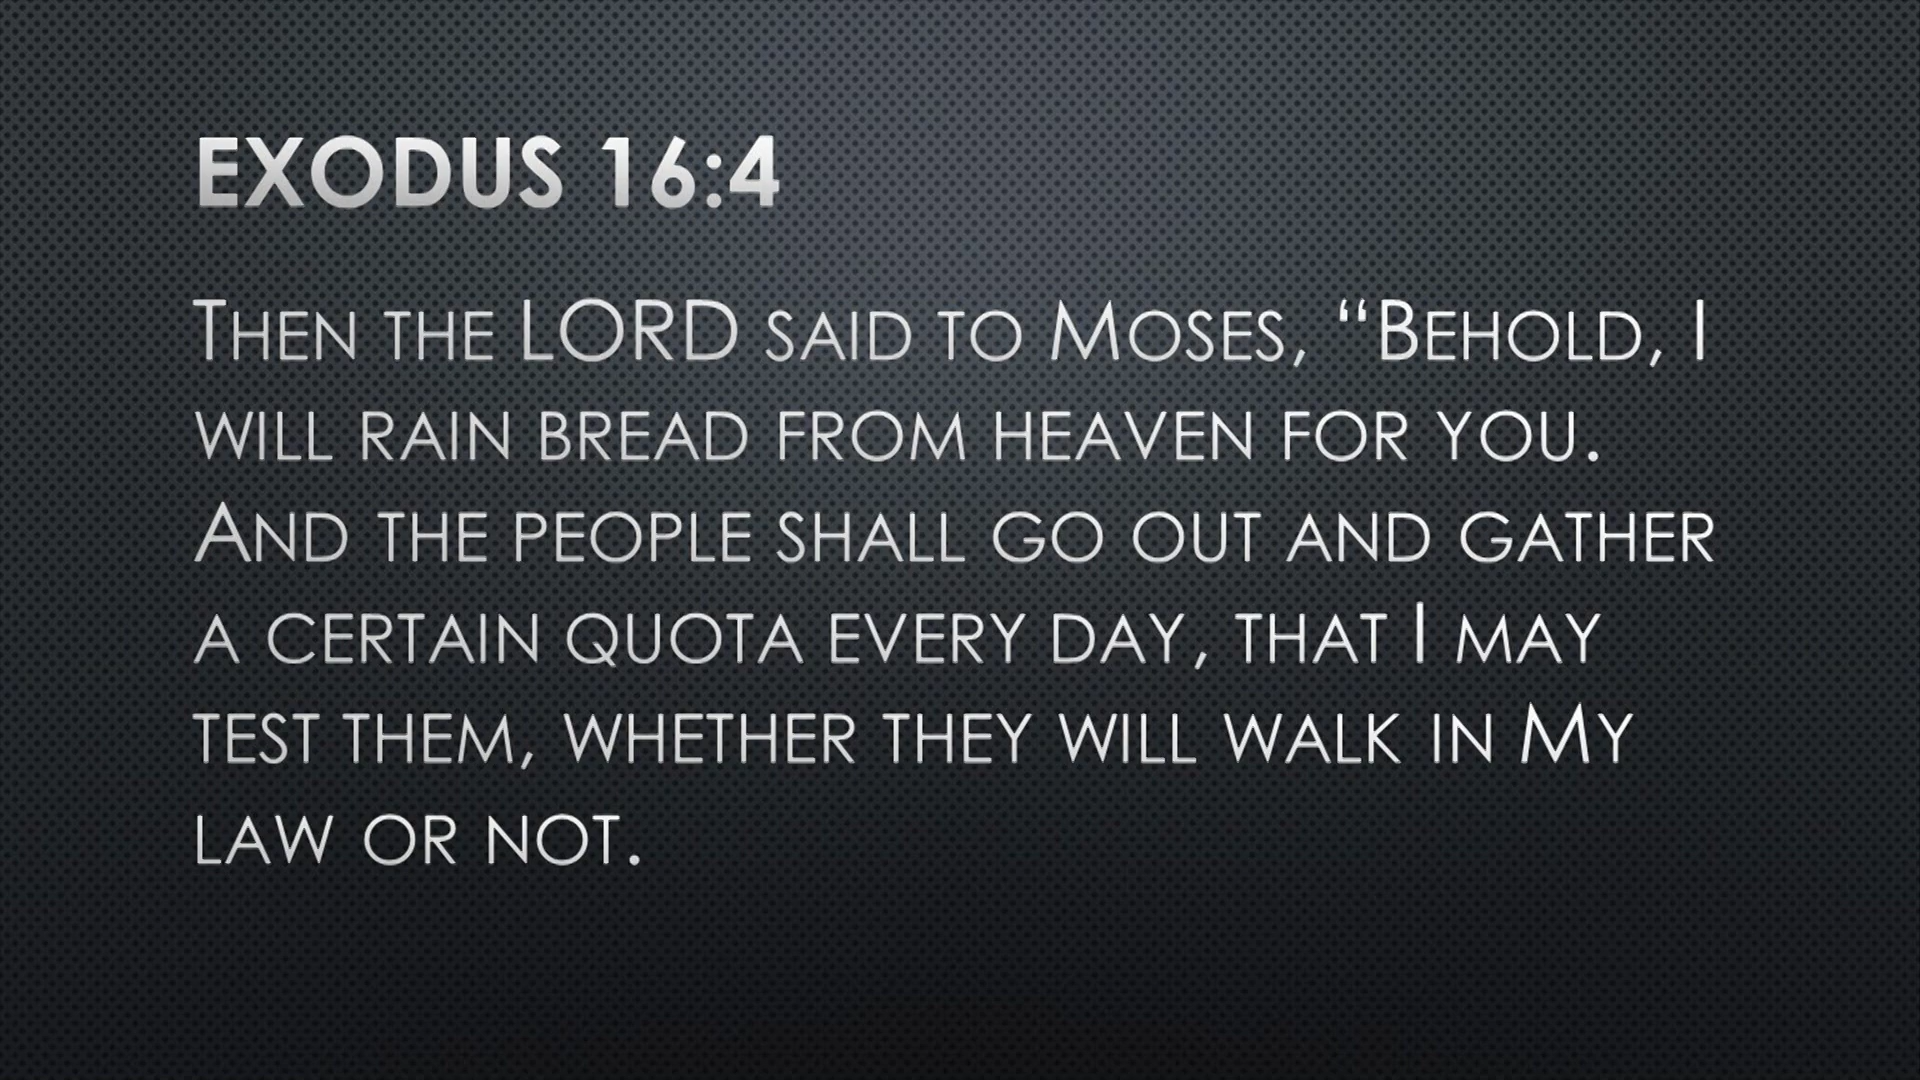 EXODUS 16:4
Then the LORD said to Moses, “Behold, I
will rain bread from heaven for you.
And the people shall go out and gather
a certain quota every day, that I may
test them, whether they will walk in My
law or not.